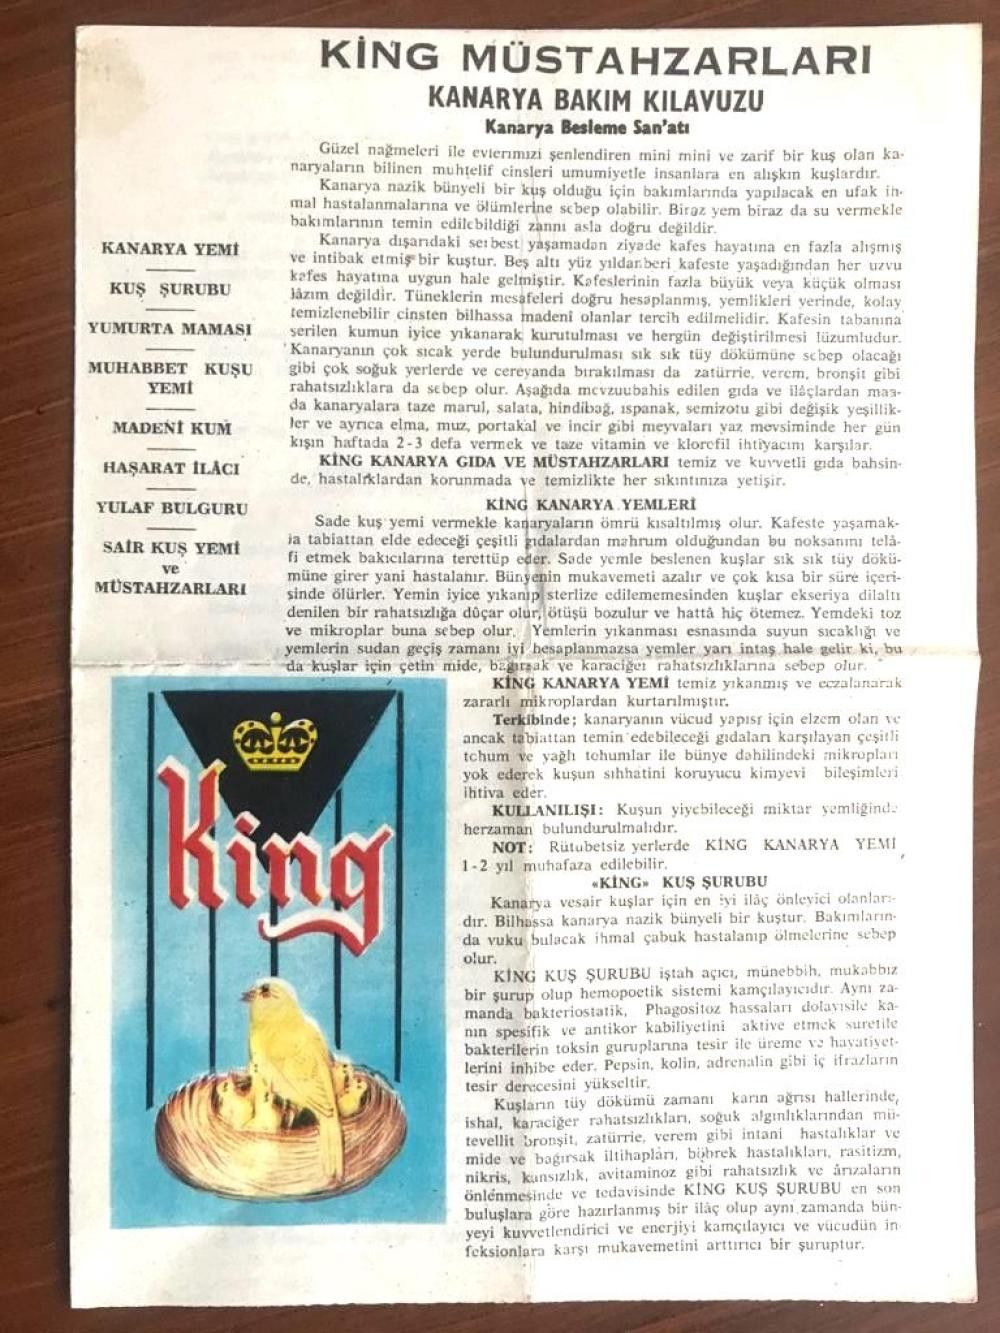 KİNG MÜSTAHZARLARI
KANARYA BAKIM KILAVUZU
Kanarya Besleme San'atı
Güzel nağmeleri ile evlerimizi şenlendiren mini mini ve zarif bir kuş olan ka-
naryaların bilinen muhtelif cinsleri umumiyetle insanlara en alışkın kuşlardır.
Kanarya nazik bünyeli bir kuş olduğu için bakımlarında yapılacak en ufak ih-
mal hastalanmalarına ve ölümlerine sebep olabilir. Biraz yem biraz da su vermekle
bakımlarının temin edilebildiği zannı asla doğru değildir.
Kanarya dışarıdaki serbest yaşamadan ziyade kafes hayatına en fazla alışmış
ve intibak etmiş bir kuştur. Beş altı yüz yıldanberi kafeste yaşadığından her uzvu
kafes hayatına uygun hale gelmiştir. Kafeslerinin fazla büyük veya küçük olması
lâzım değildir. Tüneklerin mesafeleri doğru hesaplanmış, yemlikleri yerinde, kolay
temizlenebilir cinsten bilhassa madenî olanlar tercih edilmelidir. Kafesin tabanına
serilen kumun iyice yıkanarak kurutulması ve hergün değiştirilmesi lüzumludur.
Kanaryanın çok sıcak yerde bulundurulması sık sık tüy dökümüne sebep olacağı
gibi çok soğuk yerlerde ve cereyanda bırakılması da zatürrie, verem, bronşit gibi
rahatsızlıklara da sebep olur. Aşağıda mevzuubahis edilen gıda ve ilâçlardan maa-
da kanaryalara taze marul, salata, hindibağ, ıspanak, semizotu gibi değişik yeşillik-
ler ve ayrıca elma, muz, portakal ve incir gibi meyvaları yaz mevsiminde her gün
kışın haftada 2-3 defa vermek ve taze vitamin ve klorefil ihtiyacını karşılar.
KİNG KANARYA GIDA VE MÜSTAHZARLARI temiz ve kuvvetli gıda bahsin-
de, hastalıklardan korunmada ve temizlikte her sıkıntınıza yetişir.
KANARYA YEMİ
KUŞ ŞURUBU
YUMURTA MAMASI
MUHABBET KUŞU
YEMİ
MADENİ KUM
HAŞARAT İLÂCI
YULAF BULGURU
SAİR KUŞ YEMİ
ve
MÜSTAHZARLARI
KİNG KANARYA YEMLERİ
Sade kuş yemi vermekle kanaryaların ömrü kısaltılmış olur. Kafeste yaşamak-
la tabiattan elde edeceği çeşitli gıdalardan mahrum olduğundan bu noksanını telâ-
fi etmek bakıcılarına terettüp eder. Sade yemle beslenen kuşlar sık sık tüy dökü-
müne girer yani hastalanır. Bünyenin mukavemeti azalır ve çok kısa bir süre içeri-
sinde ölürler. Yemin iyice yıkanıp sterlize edilememesinden kuşlar ekseriya dilaltı
denilen bir rahatsızlığa dûçar olur, ötüşü bozulur ve hattâ hiç ötemez. Yemdeki toz
ve mikroplar buna sebep olur. Yemlerin yıkanması esnasında suyun sıcaklığı ve
yemlerin sudan geçiş zamanı iyi hesaplanmazsa yemler yarı intaş hale gelir ki, bu
da kuşlar için çetin mide, bağırsak ve karaciğer rahatsızlıklarına sebep olur.
KİNG KANARYA YEMİ temiz yıkanmış ve eczalanarak
zararlı mikroplardan kurtarılmıştır.
Terkibinde; kanaryanın vücud yapısı için elzem olan ve
ancak tabiattan temin edebileceği gıdaları karşılayan çeşitli
tohum ve yağlı tohumlar ile bünye dahilindeki mikropları
yok ederek kuşun sıhhatini koruyucu kimyevi bileşimleri
ihtiva eder.
KULLANILIŞI: Kuşun yiyebileceği miktar yemliğinde
herzaman bulundurulmalıdır.
NOT: Rütubetsiz yerlerde KİNG KANARYA YEMİ
1-2 yıl muhafaza edilebilir.
«KİNG» KUŞ ŞURUBU
Kanarya vesair kuşlar için en iyi ilâç önleyici olanları-
dır. Bilhassa kanarya nazik bünyeli bir kuştur. Bakımların-
da vuku bulacak ihmal çabuk hastalanıp ölmelerine sebep
olur.
KİNG KUŞ ŞURUBU iştah açıcı, münebbih, mukabbız
bir şurup olup hemopoetik sistemi kamçılayıcıdır. Aynı za-
manda bakteriostatik, Phagositoz hassaları dolayısile ka-
nın spesifik ve antikor kabiliyetini aktive etmek suretile
bakterilerin toksin guruplarına tesir ile üreme ve hayatiyet-
lerini inhibe eder. Pepsin, kolin, adrenalin gibi iç ifrazların
tesir derecesini yükseltir.
Kuşların tüy dökümü zamanı karın ağrısı hallerinde,
ishal, karaciğer rahatsızlıkları, soğuk algınlıklarından mü-
tevellit bronşit, zatürrie, verem gibi intani hastalıklar ve
mide ve bağırsak iltihapları, böbrek hastalıkları, rasitizm,
nikris, kansızlık, avitaminoz gibi rahatsızlık ve ârızaların
önlenmesinde ve tedavisinde KİNG KUŞ ŞURUBU en son
buluşlara göre hazırlanmış bir ilâç olup aynı zamanda bün-
yeyi kuvvetlendirici ve enerjiyi kamçılayıcı ve vücudün in
feksionlara karşı mukavemetini arttırıcı bir şuruptur.
King